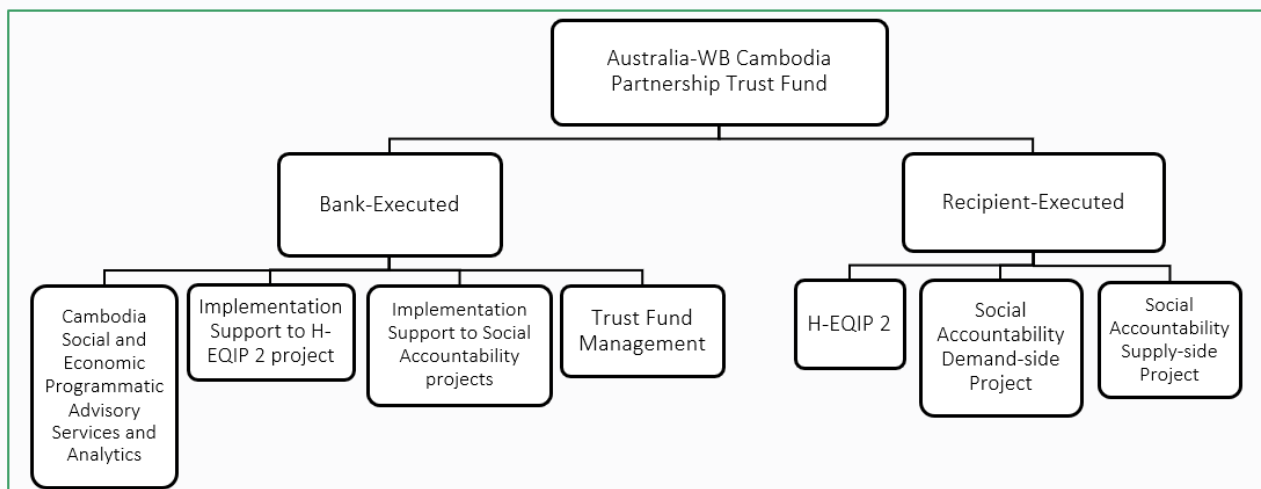 Australia-WB Cambodia
Partnership Trust Fund
Bank-Executed
Recipient-Executed
Cambodia
Social and
Economic
Programmatic
Advisory
Services and
Analytics
Implementation
Support to H-
EQIP 2 project
Implementation
Support to Social
Accountability
projects
Trust Fund
Management
H-EQIP 2
Social
Accountability
Demand-side
Project
Social
Accountability
Supply-side
Project